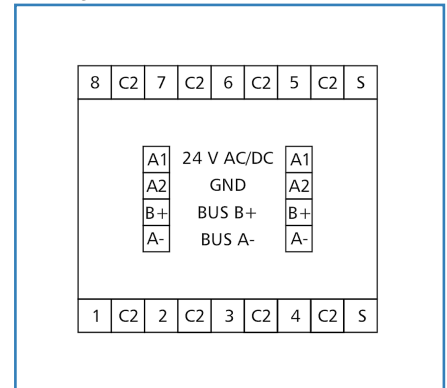 8 C2 7 C2 6 C2 5 C2 S
A1 24 V AC/DC A1
A2 GND A2
B+ BUS B+ B+
A- BUS A- A-
1 C2 2 C2 3 C2 4 C2 S